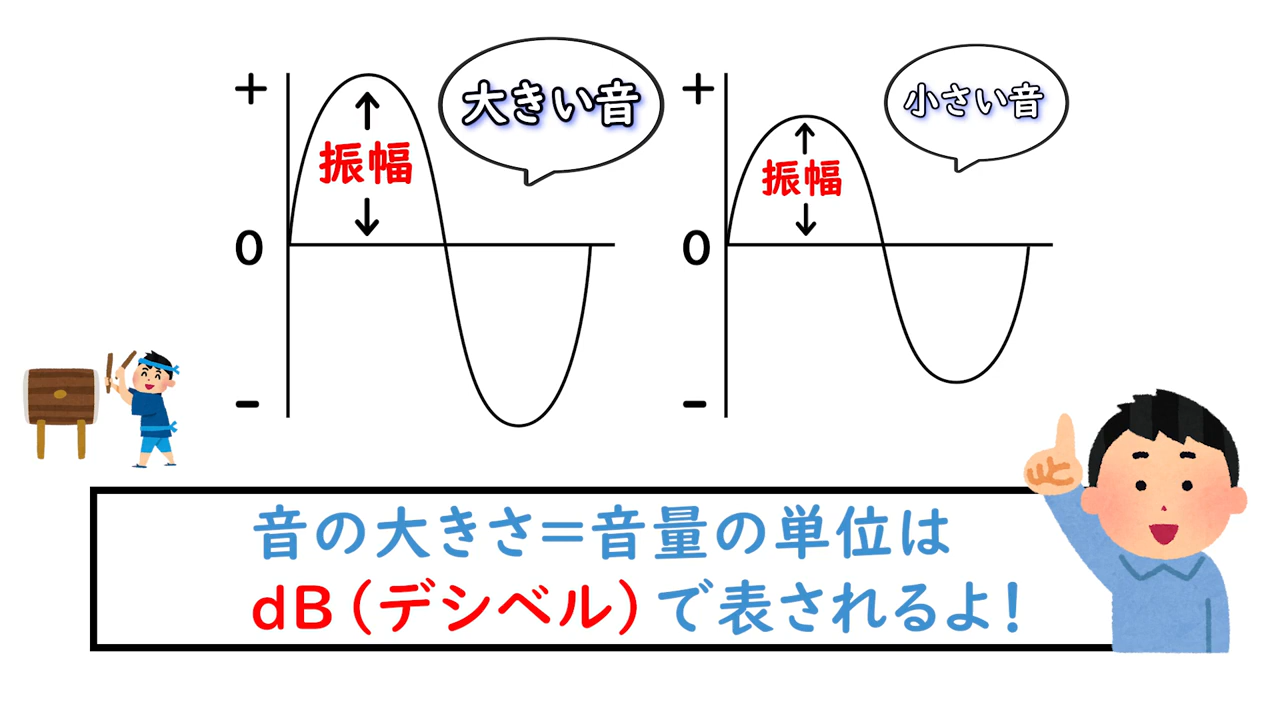 +
大きい音
振幅
0
-
+
小さい音
振幅
0
-
音の大きさ=音量の単位は
dB(デシベル)で表されるよ!